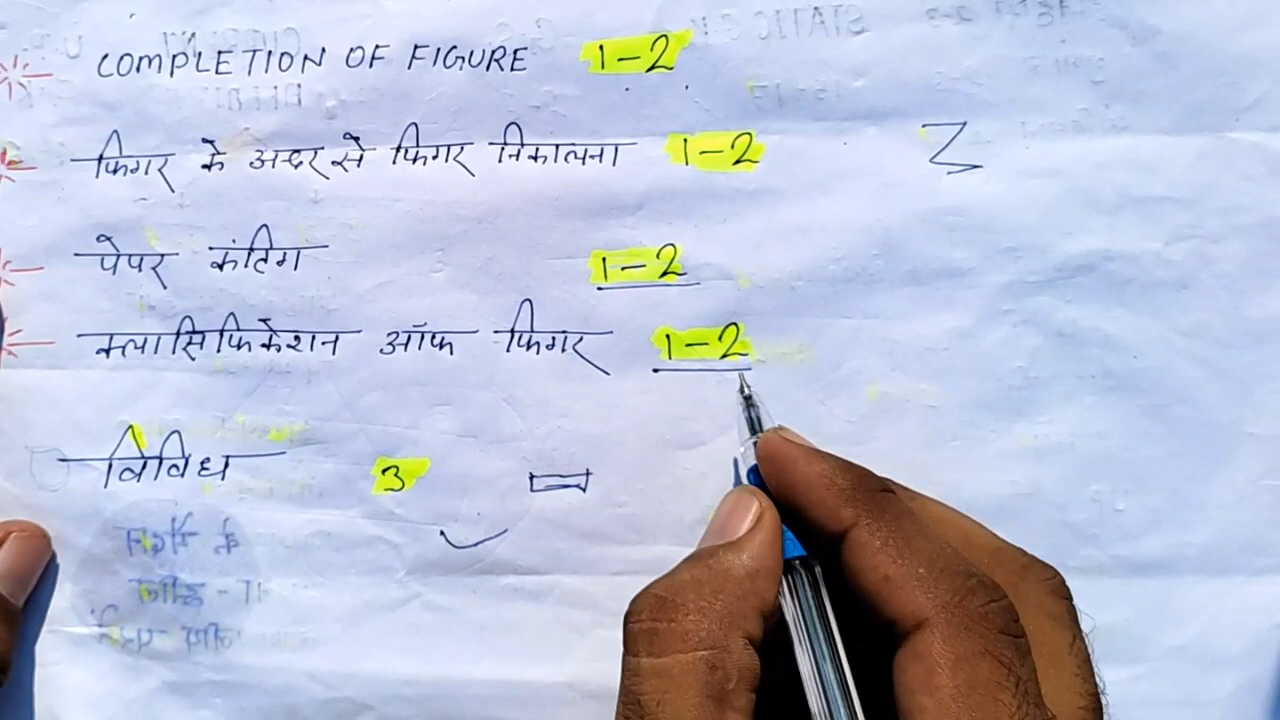 COMPLETION OF FIGURE 1-2
फिगर के अन्दर से फिगर निकालना 1-2
पेपर कंटिग 1-2
क्लासिफिकेशन ऑफ फिगर 1-2
विविध 3